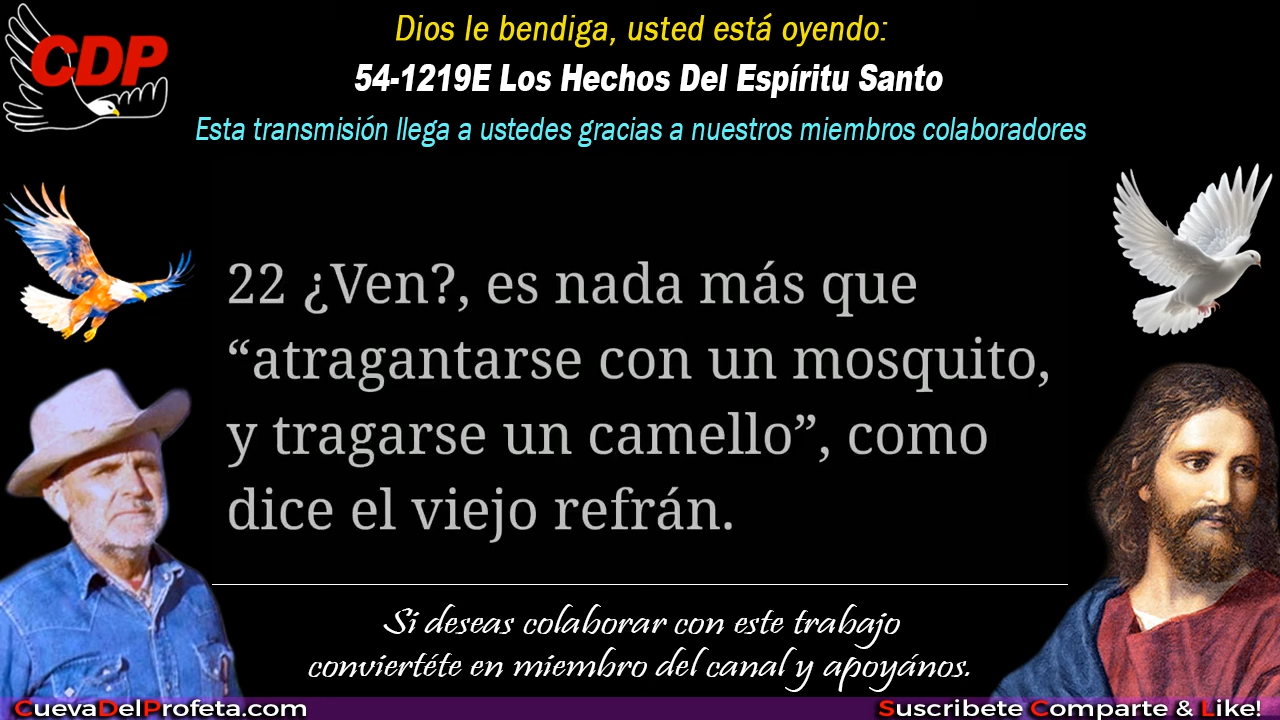 CDP
Dios le bendiga, usted está oyendo:
54-1219E Los Hechos Del Espíritu Santo
Esta transmisión llega a ustedes gracias a nuestros miembros colaboradores
22 ¿Ven?, es nada más que
“atragantarse con un mosquito,
y tragarse un camello”, como
dice el viejo refrán.
Si deseas colaborar con este trabajo
conviertéte en miembro del canal y apoyános.
CuevaDelProfeta.com
Suscribete Comparte & Like!